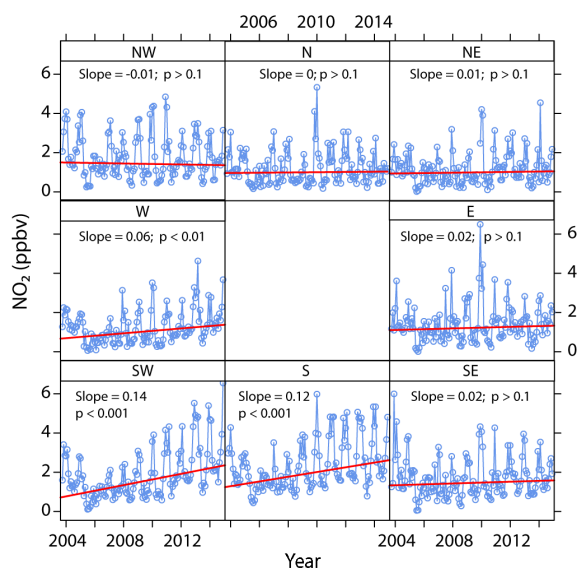 2006 2010 2014
NW N NE
Slope = -0.01; p > 0.1 Slope = 0; p > 0.1 Slope = 0.01; p > 0.1
6
4
2
0
W E
Slope = 0.06; p < 0.01 Slope = 0.02; p > 0.1
6
4
2
0
NO₂ (ppbv)
SW S SE
Slope = 0.14 Slope = 0.12 Slope = 0.02; p > 0.1
p < 0.001 p < 0.001
6
4
2
0
2004 2008 2012 2004 2008 2012
Year